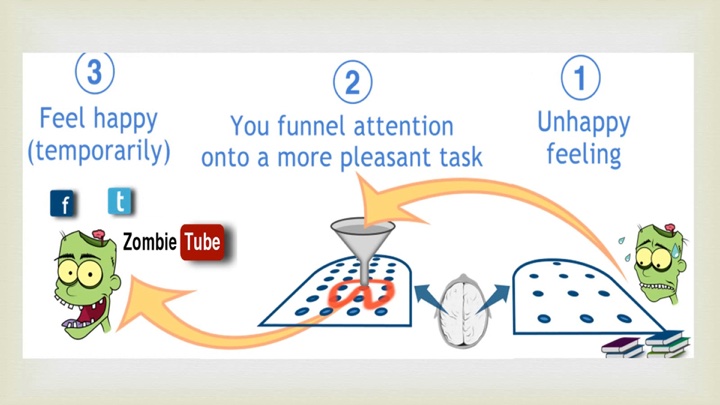 3
Feel happy
(temporarily)
2
You funnel attention
onto a more pleasant task
1
Unhappy
feeling
f
t
Zombie Tube